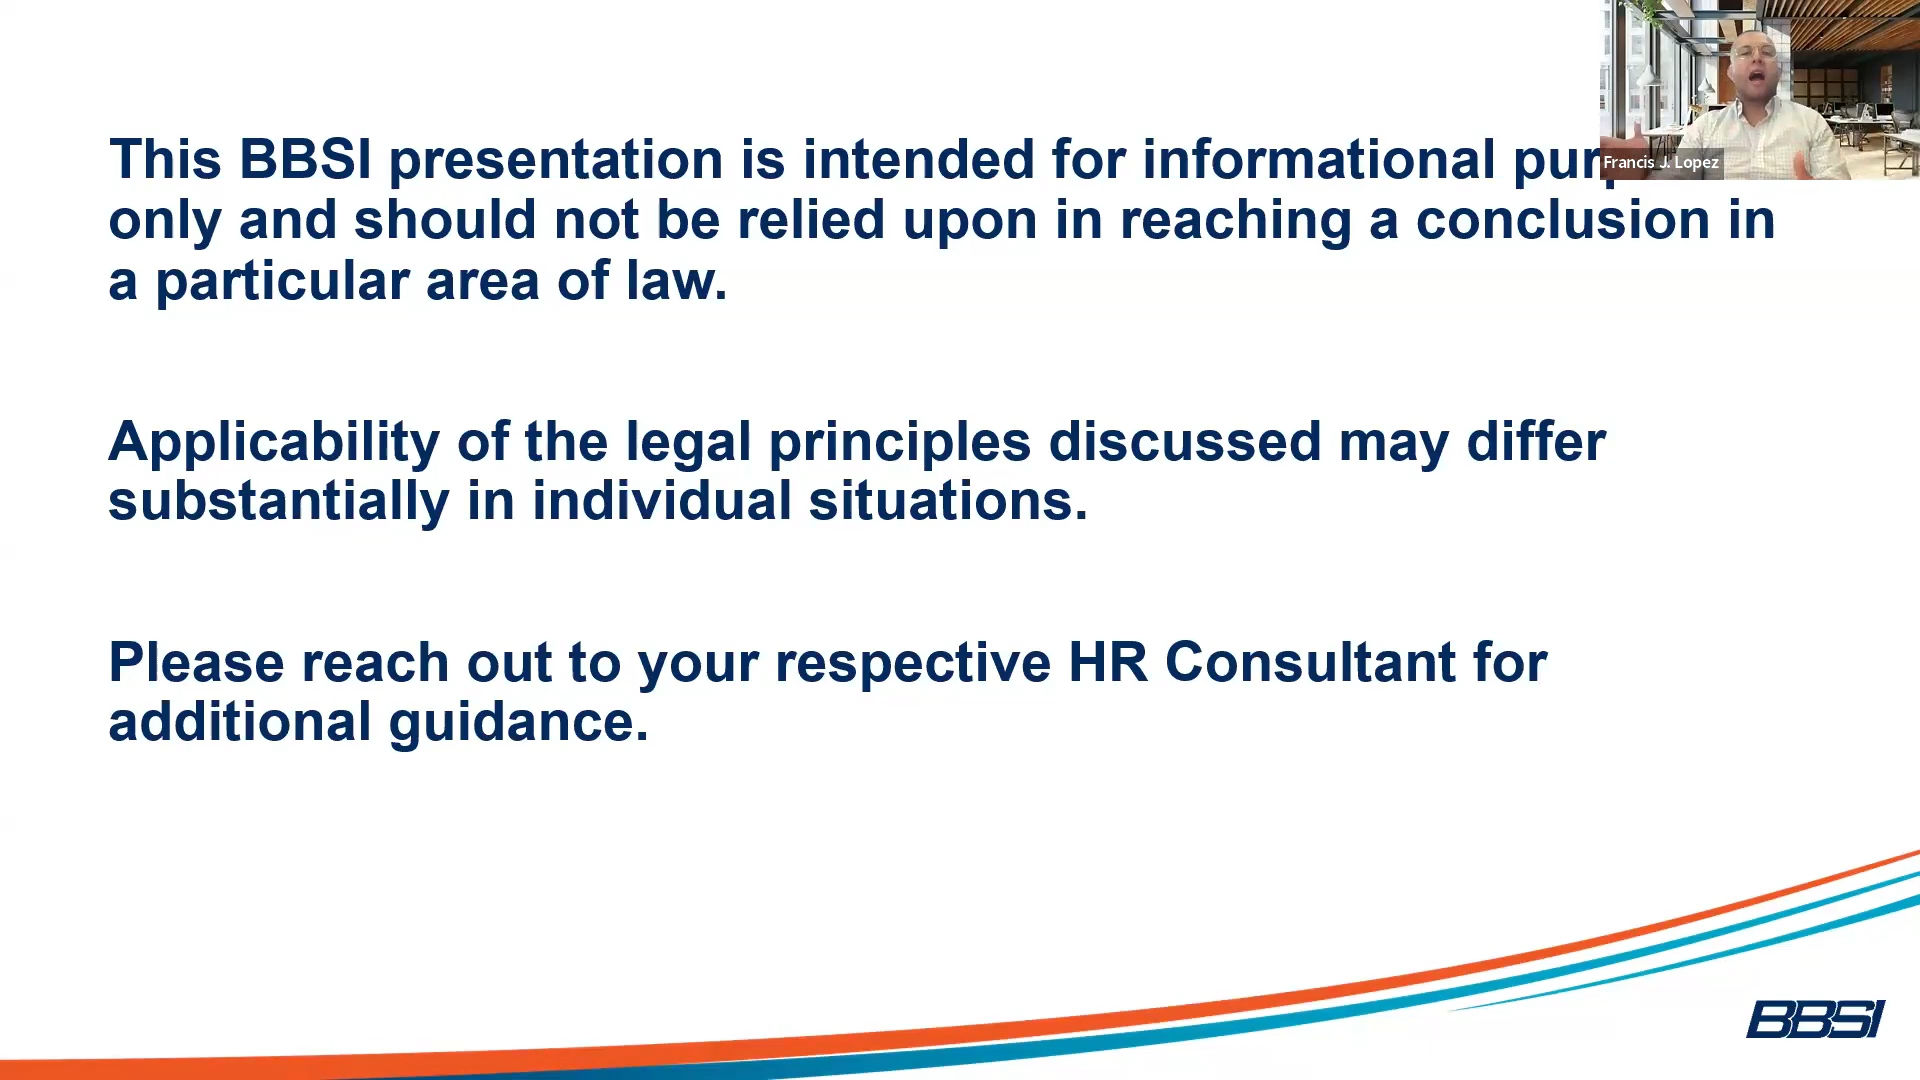 This BBSI presentation is intended for informational
only and should not be relied upon in reaching a conclusion in
a particular area of law.
Applicability of the legal principles discussed may differ
substantially in individual situations.
Please reach out to your respective HR Consultant for
additional guidance.
Francis J. Lopez
BBSI